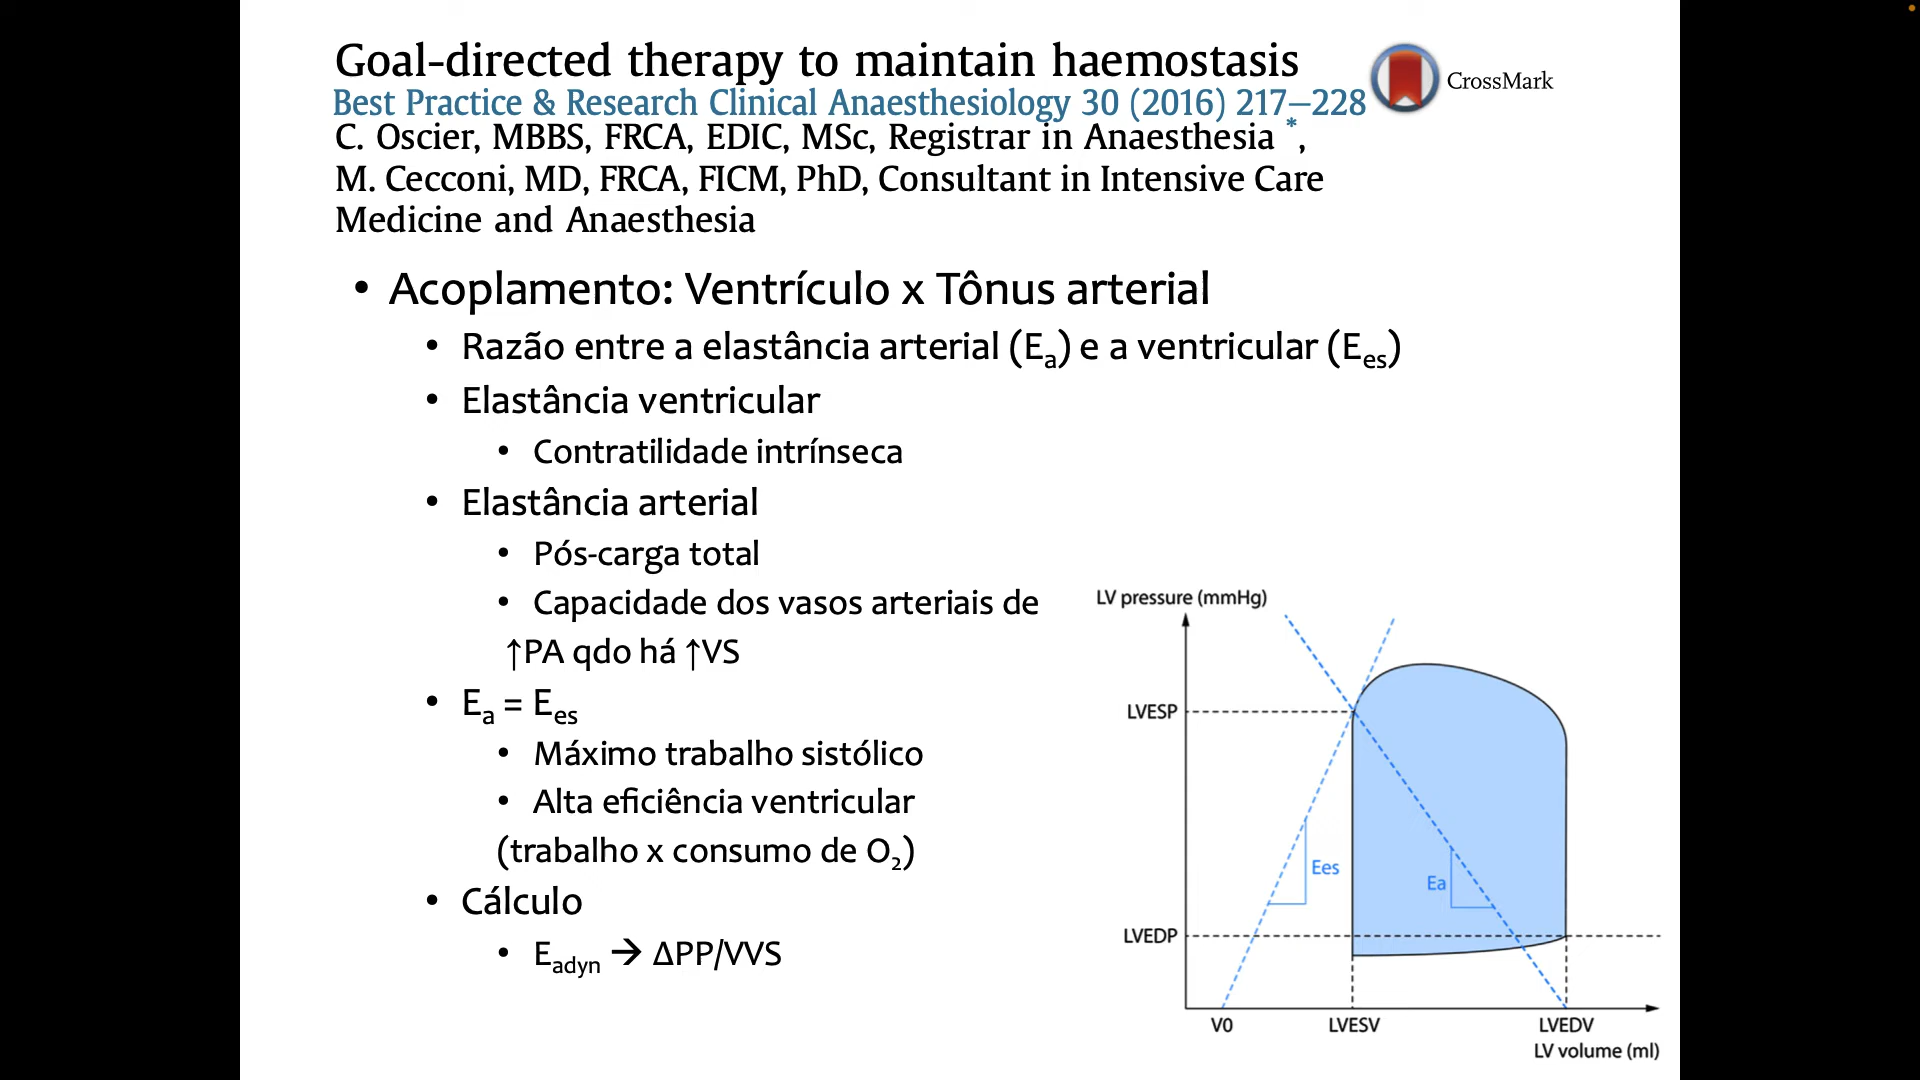 Goal-directed therapy to maintain haemostasis
CrossMark
Best Practice & Research Clinical Anaesthesiology 30 (2016) 217–228
C. Oscier, MBBS, FRCA, EDIC, MSc, Registrar in Anaesthesia *,
M. Cecconi, MD, FRCA, FICM, PhD, Consultant in Intensive Care
Medicine and Anaesthesia
• Acoplamento: Ventrículo x Tônus arterial
• Razão entre a elastância arterial (Ea) e a ventricular (Ees)
• Elastância ventricular
• Contratilidade intrínseca
• Elastância arterial
• Pós-carga total
• Capacidade dos vasos arteriais de
↑PA qdo há ↑VS
• Ea = Ees
• Máximo trabalho sistólico
• Alta eficiência ventricular
(trabalho x consumo de O₂)
• Cálculo
• Eadyn → ΔPP/VVS
LV pressure (mmHg)
LVESP
Ees
Ea
LVEDP
V0
LVESV
LVEDV
LV volume (ml)